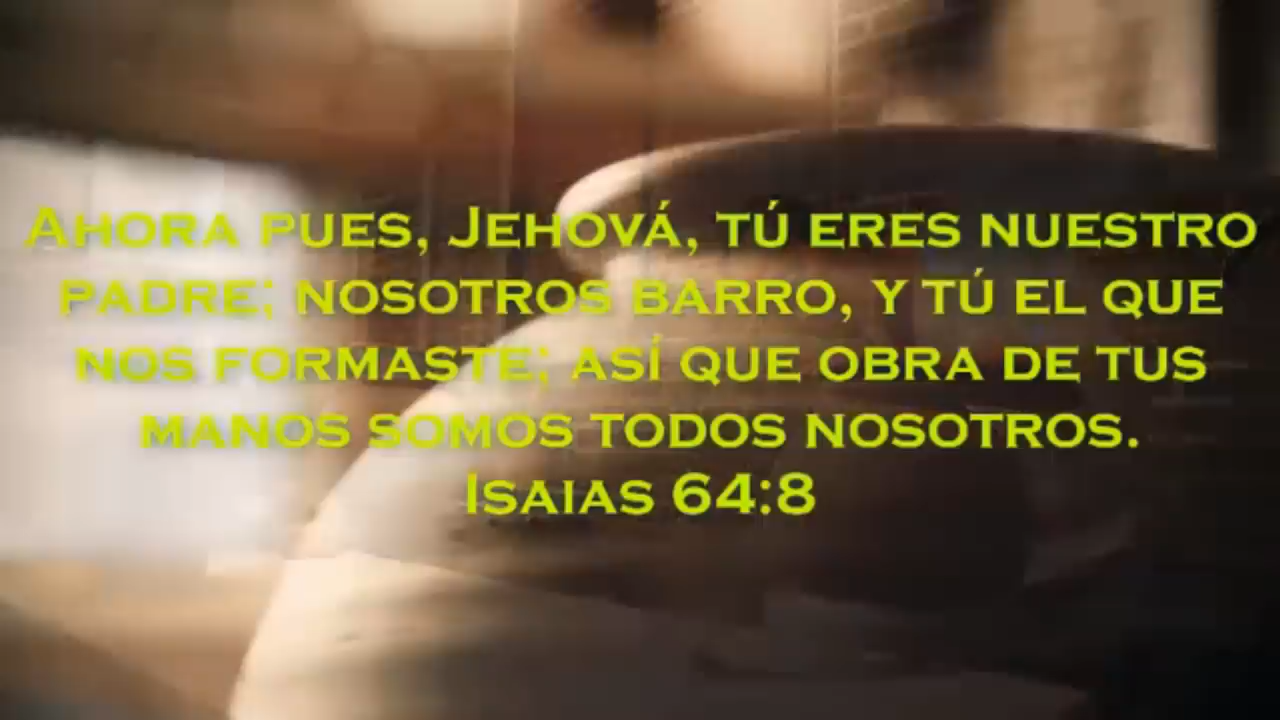 Ahora pues, Jehová, tú eres nuestro
padre; nosotros barro, y tú el que
nos formaste; así que obra de tus
manos somos todos nosotros.
Isaias 64:8